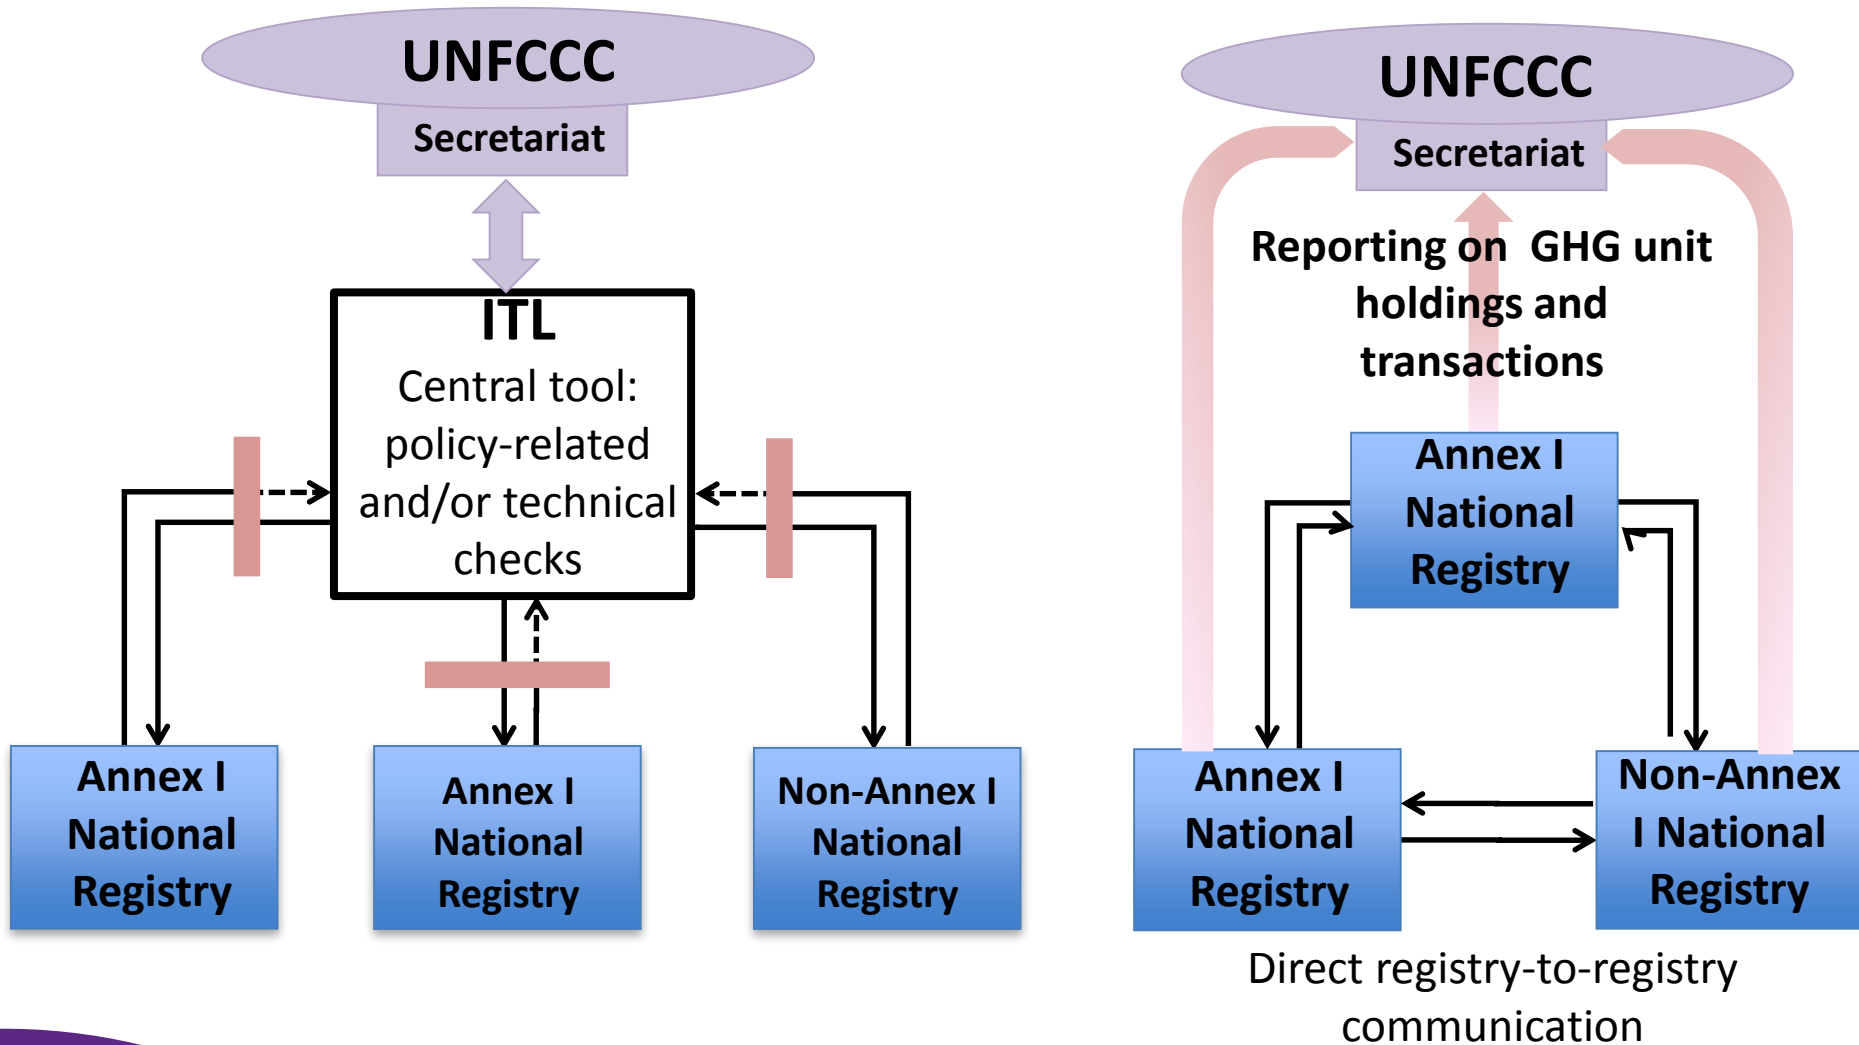 UNFCCC
Secretariat
ITL
Central tool:
policy-related
and/or technical
checks
Annex I
National
Registry
Annex I
National
Registry
Non-Annex I
National
Registry
UNFCCC
Secretariat
Reporting on GHG unit
holdings and
transactions
Annex I
National
Registry
Annex I
National
Registry
Non-Annex
I National
Registry
Direct registry-to-registry
communication